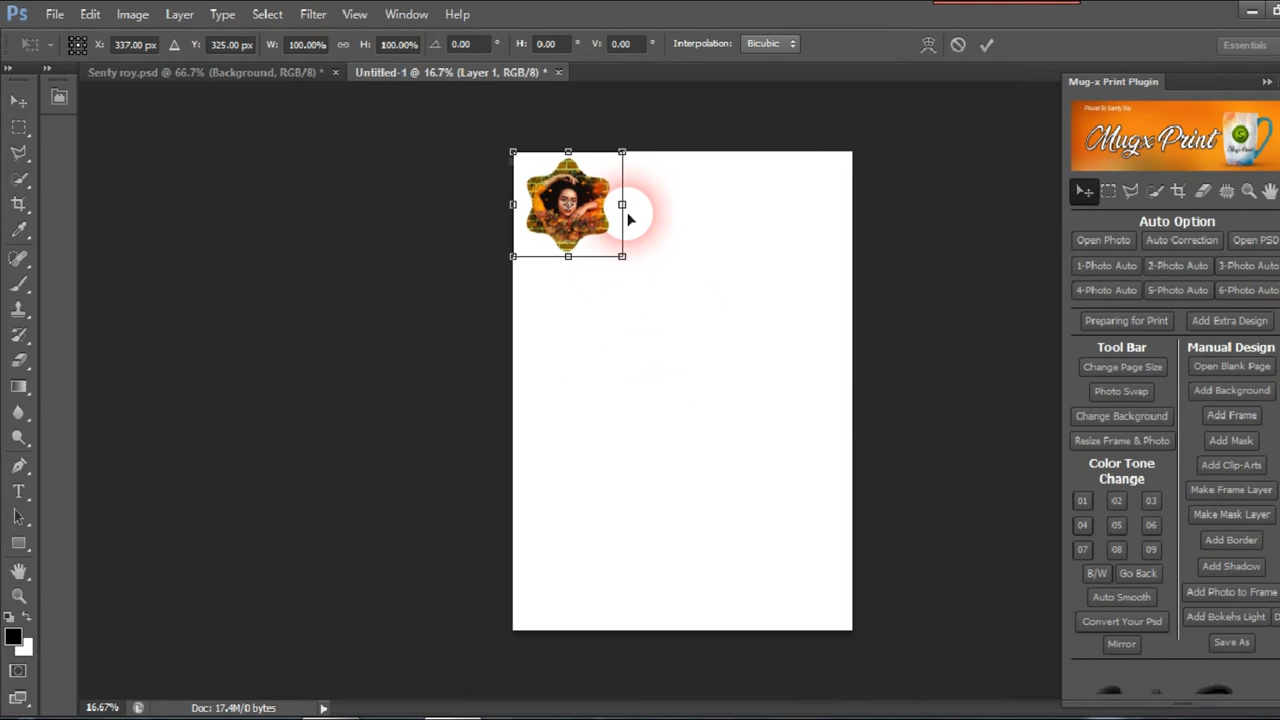 Ps File Edit Image Layer Type Select Filter View Window Help
X: 337.00 px Y: 325.00 px W: 100.00% H: 100.00% 0.00 ° H: 0.00 ° V: 0.00 ° Interpolation: Bicubic Essentials
Senty roy.psd @ 66.7% (Background, RGB/8) * × Untitled-1 @ 16.7% (Layer 1, RGB/8) * ×
Mug-x Print Plugin
Mugx Print
Auto Option
Open Photo Auto Correction Open PSD
1-Photo Auto 2-Photo Auto 3-Photo Auto
4-Photo Auto 5-Photo Auto 6-Photo Auto
Preparing for Print Add Extra Design
Tool Bar Manual Design
Change Page Size Open Blank Page
Photo Swap Add Background
Change Background Add Frame
Resize Frame & Photo Add Mask
Color Tone Change Add Clip-Arts
01 02 03 Make Frame Layer
04 05 06 Make Mask Layer
07 08 09 Add Border
B/W Go Back Add Shadow
Auto Smooth Add Photo to Frame
Convert Your Psd Add Bokehs Light D
Mirror Save As
16.67% Doc: 17.4M/0 bytes